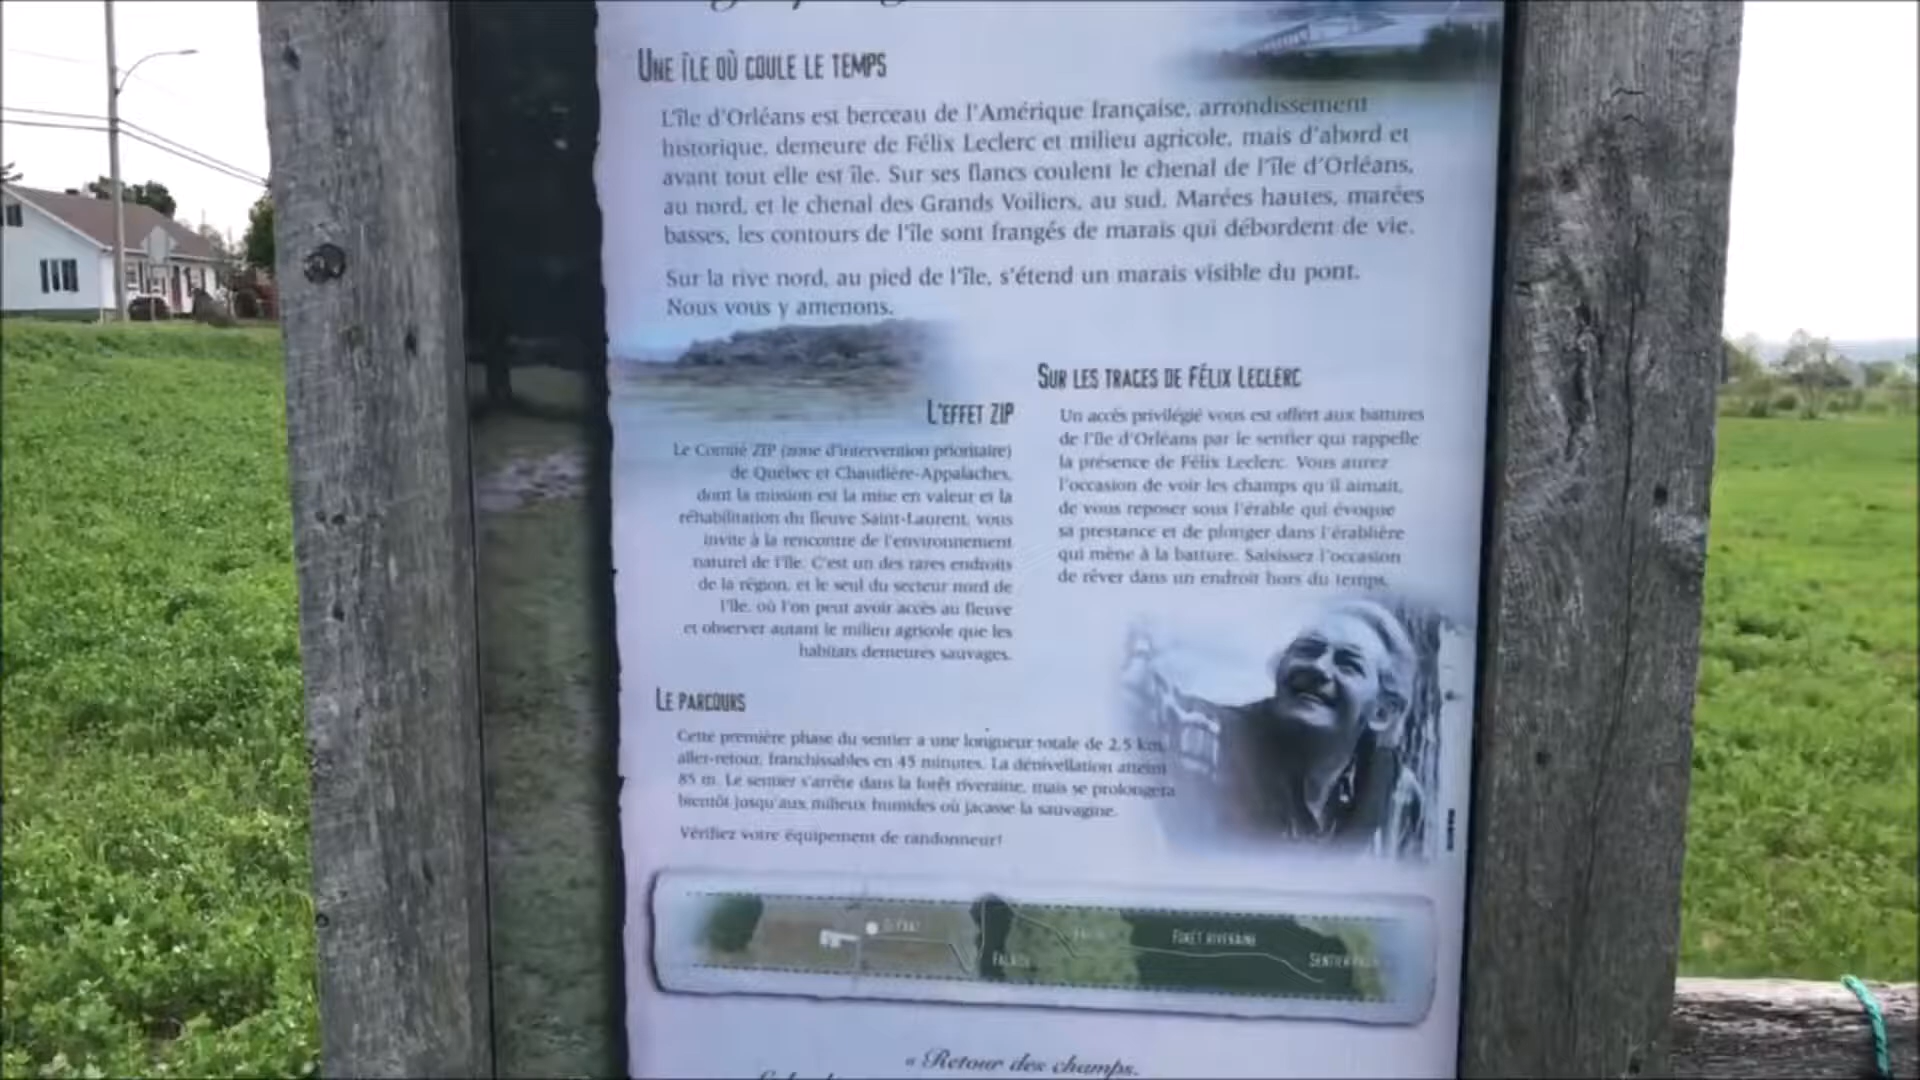 UNE ÎLE OÙ COULE LE TEMPS
L'île d'Orléans est berceau de l'Amérique française, arrondissement
historique, demeure de Félix Leclerc et milieu agricole, mais d'abord et
avant tout elle est île. Sur ses flancs coulent le chenal de l'île d'Orléans,
au nord, et le chenal des Grands Voiliers, au sud. Marées hautes, marées
basses, les contours de l'île sont frangés de marais qui débordent de vie.
Sur la rive nord, au pied de l'île, s'étend un marais visible du pont.
Nous vous y amenons.
L'EFFET ZIP
Le Comité ZIP (zone d'intervention prioritaire)
de Québec et Chaudière-Appalaches,
dont la mission est la mise en valeur et la
réhabilitation du fleuve Saint-Laurent, vous
invite à la rencontre de l'environnement
naturel de l'île. C'est un des rares endroits
de la région, et le seul du secteur nord de
l'île, où l'on peut avoir accès au fleuve
et observer autant le milieu agricole que les
habitats demeurés sauvages.
SUR LES TRACES DE FÉLIX LECLERC
Un accès privilégié vous est offert aux battures
de l'île d'Orléans par le sentier qui rappelle
la présence de Félix Leclerc. Vous aurez
l'occasion de voir les champs qu'il aimait,
de vous reposer sous l'érable qui évoque
sa prestance et de plonger dans l'érablière
qui mène à la batture. Saisissez l'occasion
de rêver dans un endroit hors du temps.
LE PARCOURS
Cette première phase du sentier a une longueur totale de 2,5 km
aller-retour, franchissables en 45 minutes. La dénivellation atteint
85 m. Le sentier s'arrête dans la forêt riveraine, mais se prolongera
bientôt jusqu'aux milieux humides où jacasse la sauvagine.
Vérifiez votre équipement de randonneur!
FALAISE
FORÊT RIVERAINE
SENTIER
« Retour des champs,